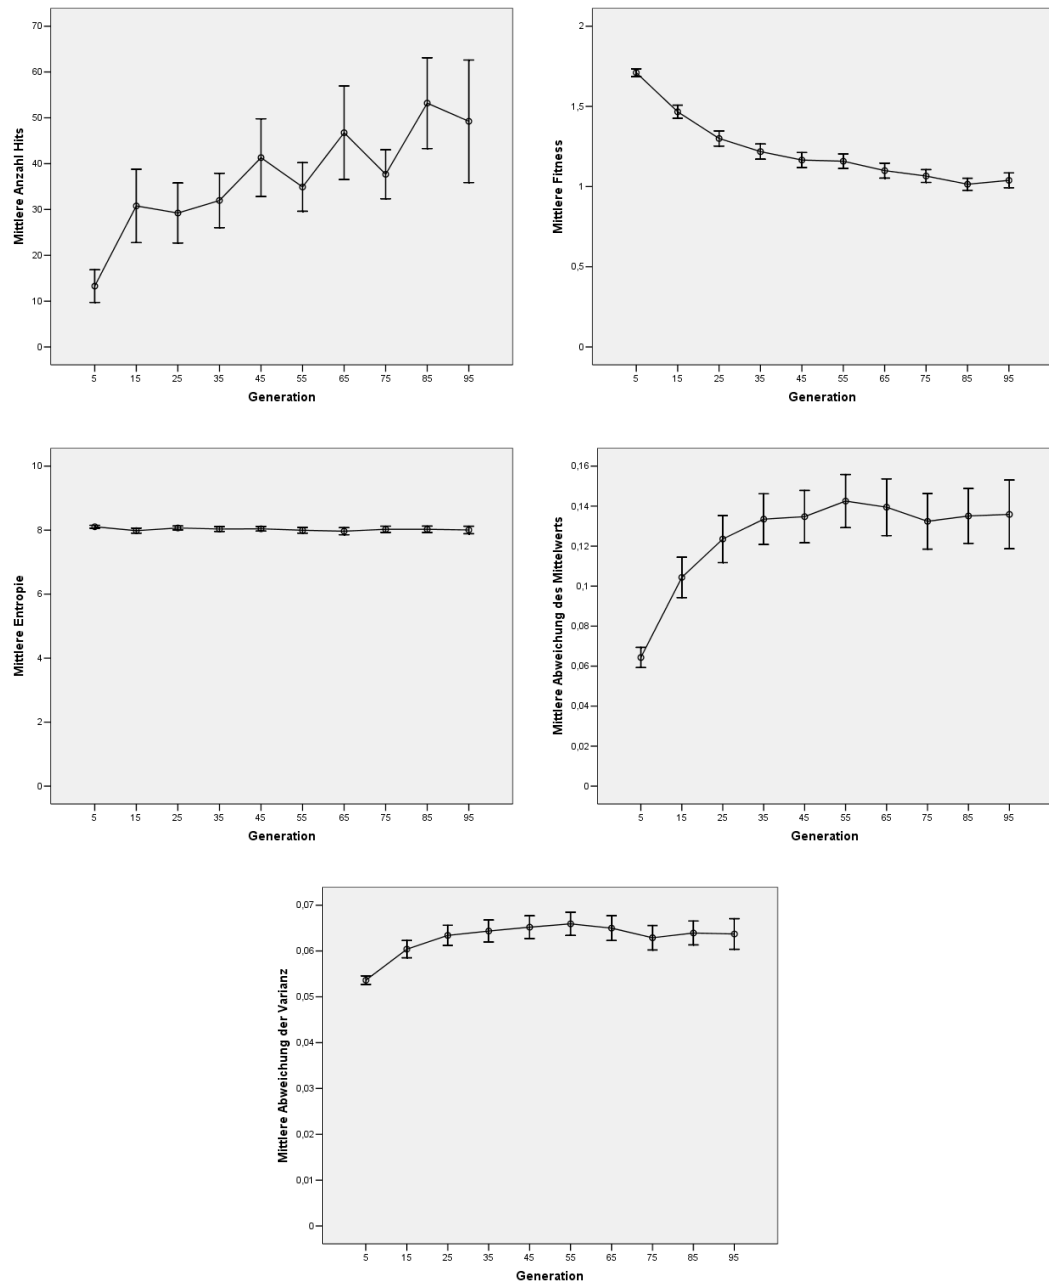 Mittlere Anzahl Hits
70
60
50
40
30
20
10
0
5 15 25 35 45 55 65 75 85 95
Generation
Mittlere Fitness
2
1,5
1
0,5
0
5 15 25 35 45 55 65 75 85 95
Generation
Mittlere Entropie
10
8
6
4
2
0
5 15 25 35 45 55 65 75 85 95
Generation
Mittlere Abweichung des Mittelwerts
0,16
0,14
0,12
0,1
0,08
0,06
0,04
0,02
0
5 15 25 35 45 55 65 75 85 95
Generation
Mittlere Abweichung der Varianz
0,07
0,06
0,05
0,04
0,03
0,02
0,01
0
5 15 25 35 45 55 65 75 85 95
Generation